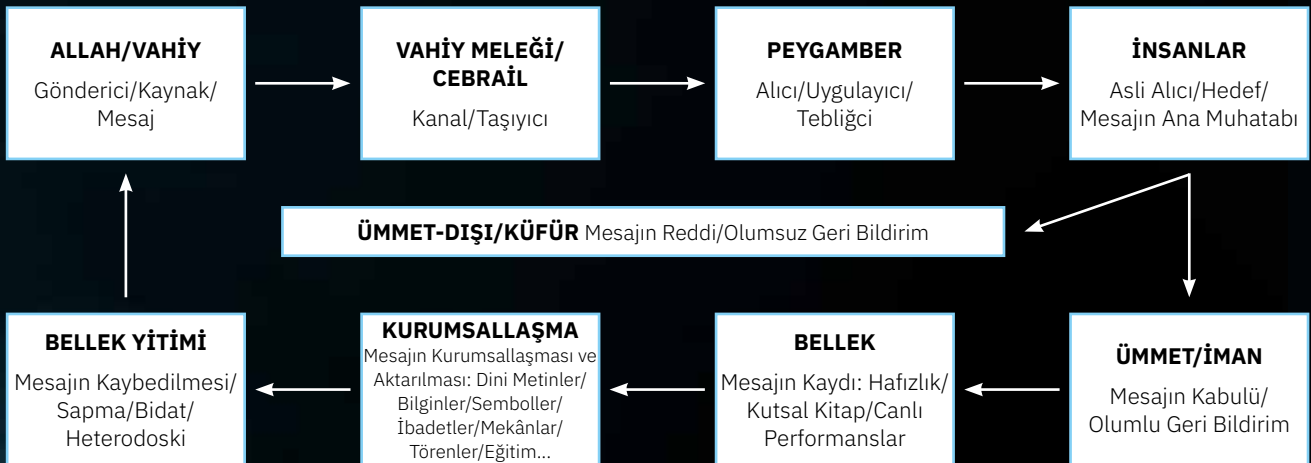 ALLAH/VAHİY
Gönderici/Kaynak/
Mesaj
VAHİY MELEĞİ/
CEBRAİL
Kanal/Taşıyıcı
PEYGAMBER
Alıcı/Uygulayıcı/
Tebliğci
İNSANLAR
Asli Alıcı/Hedef/
Mesajın Ana Muhatabı
ÜMMET-DIŞI/KÜFÜR Mesajın Reddi/Olumsuz Geri Bildirim
BELLEK YİTİMİ
Mesajın Kaybedilmesi/
Sapma/Bidat/
Heterodoski
KURUMSALLAŞMA
Mesajın Kurumsallaşması ve
Aktarılması: Dini Metinler/
Bilginler/Semboller/
İbadetler/Mekânlar/
Törenler/Eğitim...
BELLEK
Mesajın Kaydı: Hafızlık/
Kutsal Kitap/Canlı
Performanslar
ÜMMET/İMAN
Mesajın Kabulü/
Olumlu Geri Bildirim